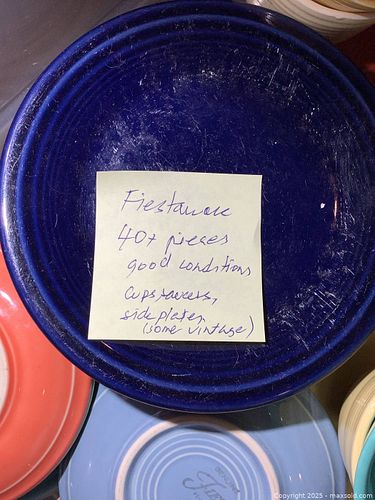 Fiestaware
40+ pieces
good conditions
cups saucers,
side plates,
(some vintage)
Copyright 2025 - maxsold.com